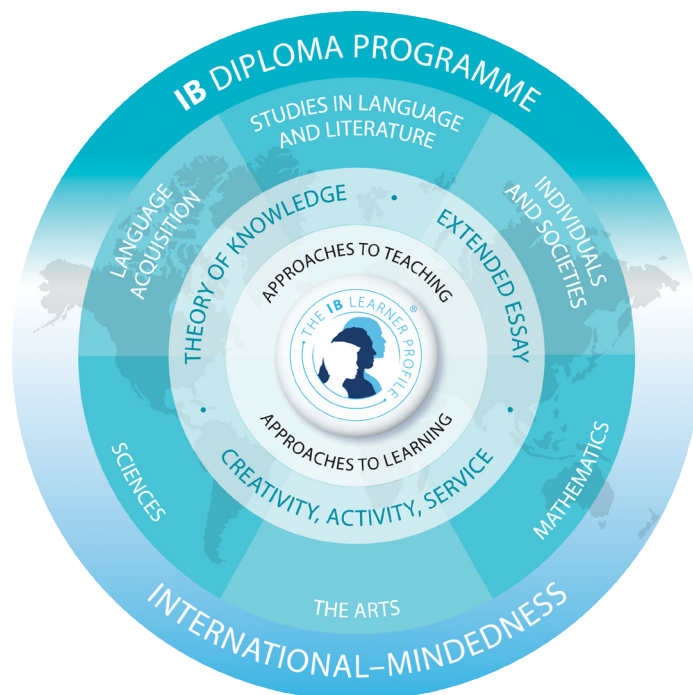 IB DIPLOMA PROGRAMME
STUDIES IN LANGUAGE
AND LITERATURE
LANGUAGE
ACQUISITION
INDIVIDUALS
AND SOCIETIES
THEORY OF KNOWLEDGE
•
EXTENDED ESSAY
•
APPROACHES TO TEACHING
THE IB LEARNER PROFILE
®
APPROACHES TO LEARNING
•
CREATIVITY, ACTIVITY, SERVICE
SCIENCES
MATHEMATICS
THE ARTS
INTERNATIONAL–MINDEDNESS